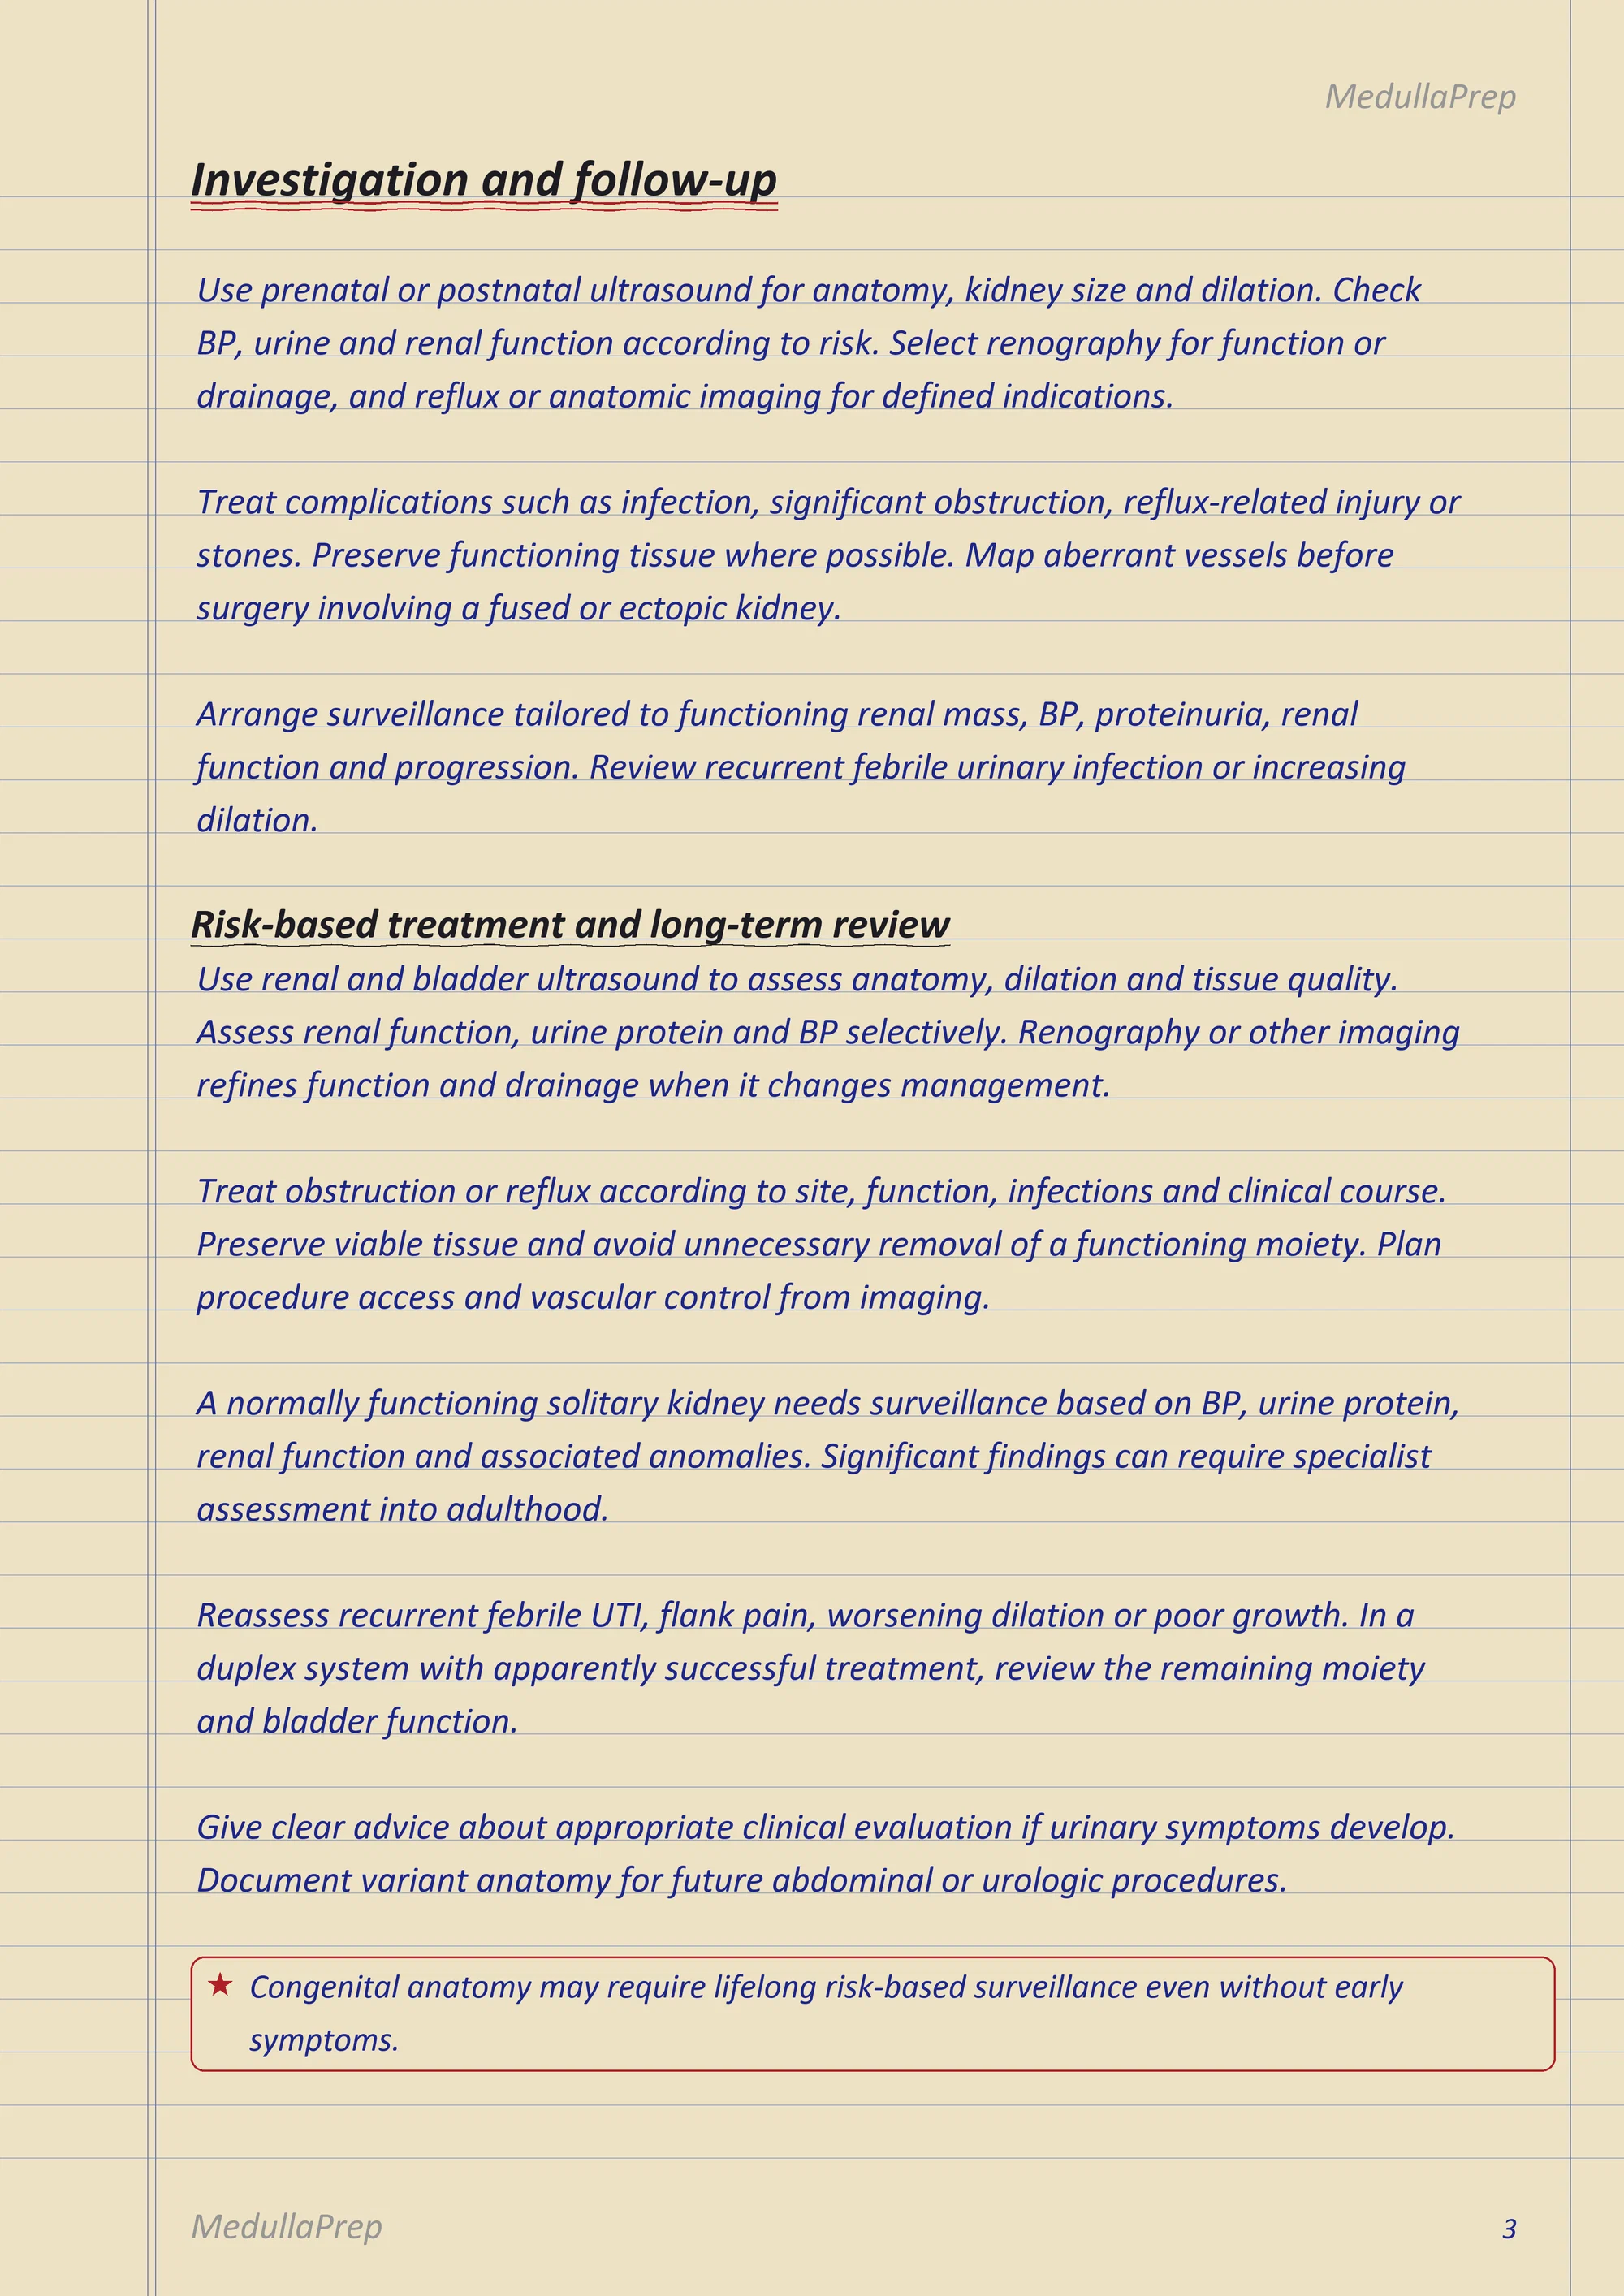 MedullaPrep
Investigation and follow-up
Use prenatal or postnatal ultrasound for anatomy, kidney size and dilation. Check
BP, urine and renal function according to risk. Select renography for function or
drainage, and reflux or anatomic imaging for defined indications.
Treat complications such as infection, significant obstruction, reflux-related injury or
stones. Preserve functioning tissue where possible. Map aberrant vessels before
surgery involving a fused or ectopic kidney.
Arrange surveillance tailored to functioning renal mass, BP, proteinuria, renal
function and progression. Review recurrent febrile urinary infection or increasing
dilation.
Risk-based treatment and long-term review
Use renal and bladder ultrasound to assess anatomy, dilation and tissue quality.
Assess renal function, urine protein and BP selectively. Renography or other imaging
refines function and drainage when it changes management.
Treat obstruction or reflux according to site, function, infections and clinical course.
Preserve viable tissue and avoid unnecessary removal of a functioning moiety. Plan
procedure access and vascular control from imaging.
A normally functioning solitary kidney needs surveillance based on BP, urine protein,
renal function and associated anomalies. Significant findings can require specialist
assessment into adulthood.
Reassess recurrent febrile UTI, flank pain, worsening dilation or poor growth. In a
duplex system with apparently successful treatment, review the remaining moiety
and bladder function.
Give clear advice about appropriate clinical evaluation if urinary symptoms develop.
Document variant anatomy for future abdominal or urologic procedures.
★ Congenital anatomy may require lifelong risk-based surveillance even without early
symptoms.
MedullaPrep
3